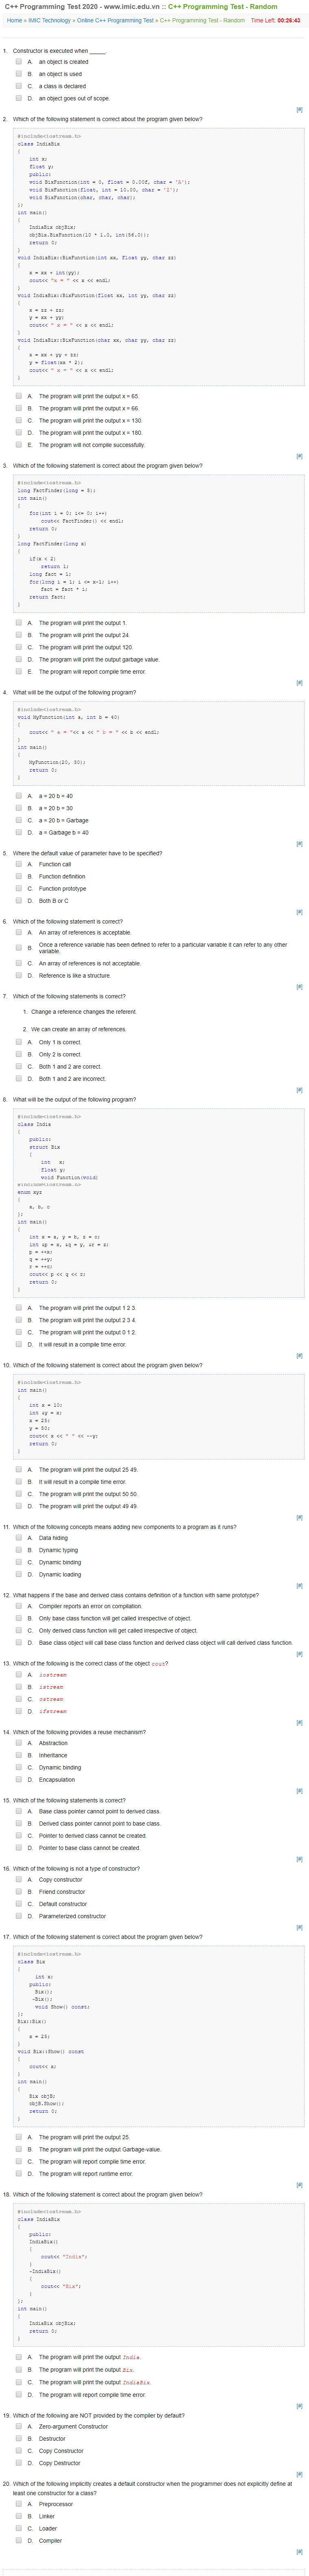 C++ Programming Test 2020 - www.imic.edu.vn :: C++ Programming Test - Random
Home » IMIC Technology » Online C++ Programming Test » C++ Programming Test - Random Time Left: 00:26:43
1. Constructor is executed when _____.
A. an object is created
B. an object is used
C. a class is declared
D. an object goes out of scope.
[#]
2. Which of the following statement is correct about the program given below?
#include<iostream.h>
class IndiaBix
{
int x;
float y;
public:
void BixFunction(int = 0, float = 0.00f, char = 'A');
void BixFunction(float, int = 10.00, char = 'Z');
void BixFunction(char, char, char);
};
int main()
{
IndiaBix objBix;
objBix.BixFunction(10 * 1.0, int(56.0));
return 0;
}
void IndiaBix::BixFunction(int xx, float yy, char zz)
{
x = xx + int(yy);
cout<< "x = " << x << endl;
}
void IndiaBix::BixFunction(float xx, int yy, char zz)
{
x = zz + zz;
y = xx + yy;
cout<< " x = " << x << endl;
}
void IndiaBix::BixFunction(char xx, char yy, char zz)
{
x = xx + yy + zz;
y = float(xx * 2);
cout<< " x = " << x << endl;
}
A. The program will print the output x = 65.
B. The program will print the output x = 66.
C. The program will print the output x = 130.
D. The program will print the output x = 180.
E. The program will not compile successfully.
[#]
3. Which of the following statement is correct about the program given below?
#include<iostream.h>
long FactFinder(long = 5);
int main()
{
for(int i = 0; i<= 0; i++)
cout<< FactFinder() << endl;
return 0;
}
long FactFinder(long x)
{
if(x < 2)
return 1;
long fact = 1;
for(long i = 1; i <= x-1; i++)
fact = fact * i;
return fact;
}
A. The program will print the output 1.
B. The program will print the output 24.
C. The program will print the output 120.
D. The program will print the output garbage value.
E. The program will report compile time error.
[#]
4. What will be the output of the following program?
#include<iostream.h>
void MyFunction(int a, int b = 40)
{
cout<< " a = "<< a << " b = " << b << endl;
}
int main()
{
MyFunction(20, 30);
return 0;
}
A. a = 20 b = 40
B. a = 20 b = 30
C. a = 20 b = Garbage
D. a = Garbage b = 40
[#]
5. Where the default value of parameter have to be specified?
A. Function call
B. Function definition
C. Function prototype
D. Both B or C
[#]
6. Which of the following statement is correct?
A. An array of references is acceptable.
B. Once a reference variable has been defined to refer to a particular variable it can refer to any other
variable.
C. An array of references is not acceptable.
D. Reference is like a structure.
[#]
7. Which of the following statements is correct?
1. Change a reference changes the referent.
2. We can create an array of references.
A. Only 1 is correct.
B. Only 2 is correct.
C. Both 1 and 2 are correct.
D. Both 1 and 2 are incorrect.
[#]
8. What will be the output of the following program?
#include<iostream.h>
class India
{
public:
struct Bix
{
int x;
float y;
void Function(void)
#include<iostream.h>
enum xyz
{
a, b, c
};
int main()
{
int x = a, y = b, z = c;
int &p = x, &q = y, &r = z;
p = ++x;
q = ++y;
r = ++c;
cout<< p << q << r;
return 0;
}
A. The program will print the output 1 2 3.
B. The program will print the output 2 3 4.
C. The program will print the output 0 1 2.
D. It will result in a compile time error.
[#]
10. Which of the following statement is correct about the program given below?
#include<iostream.h>
int main()
{
int x = 10;
int &y = x;
x = 25;
y = 50;
cout<< x << " " << --y;
return 0;
}
A. The program will print the output 25 49.
B. It will result in a compile time error.
C. The program will print the output 50 50.
D. The program will print the output 49 49.
[#]
11. Which of the following concepts means adding new components to a program as it runs?
A. Data hiding
B. Dynamic typing
C. Dynamic binding
D. Dynamic loading
[#]
12. What happens if the base and derived class contains definition of a function with same prototype?
A. Compiler reports an error on compilation.
B. Only base class function will get called irrespective of object.
C. Only derived class function will get called irrespective of object.
D. Base class object will call base class function and derived class object will call derived class function.
[#]
13. Which of the following is the correct class of the object cout?
A. iostream
B. istream
C. ostream
D. ifstream
[#]
14. Which of the following provides a reuse mechanism?
A. Abstraction
B. Inheritance
C. Dynamic binding
D. Encapsulation
[#]
15. Which of the following statements is correct?
A. Base class pointer cannot point to derived class.
B. Derived class pointer cannot point to base class.
C. Pointer to derived class cannot be created.
D. Pointer to base class cannot be created.
[#]
16. Which of the following is not a type of constructor?
A. Copy constructor
B. Friend constructor
C. Default constructor
D. Parameterized constructor
[#]
17. Which of the following statement is correct about the program given below?
#include<iostream.h>
class Bix
{
int x;
public:
Bix();
~Bix();
void Show() const;
};
Bix::Bix()
{
x = 25;
}
void Bix::Show() const
{
cout<< x;
}
int main()
{
Bix objB;
objB.Show();
return 0;
}
A. The program will print the output 25.
B. The program will print the output Garbage-value.
C. The program will report compile time error.
D. The program will report runtime error.
[#]
18. Which of the following statement is correct about the program given below?
#include<iostream.h>
class IndiaBix
{
public:
IndiaBix()
{
cout<< "India";
}
~IndiaBix()
{
cout<< "Bix";
}
};
int main()
{
IndiaBix objBix;
return 0;
}
A. The program will print the output India.
B. The program will print the output Bix.
C. The program will print the output IndiaBix.
D. The program will report compile time error.
[#]
19. Which of the following are NOT provided by the compiler by default?
A. Zero-argument Constructor
B. Destructor
C. Copy Constructor
D. Copy Destructor
[#]
20. Which of the following implicitly creates a default constructor when the programmer does not explicitly define at
least one constructor for a class?
A. Preprocessor
B. Linker
C. Loader
D. Compiler
[#]